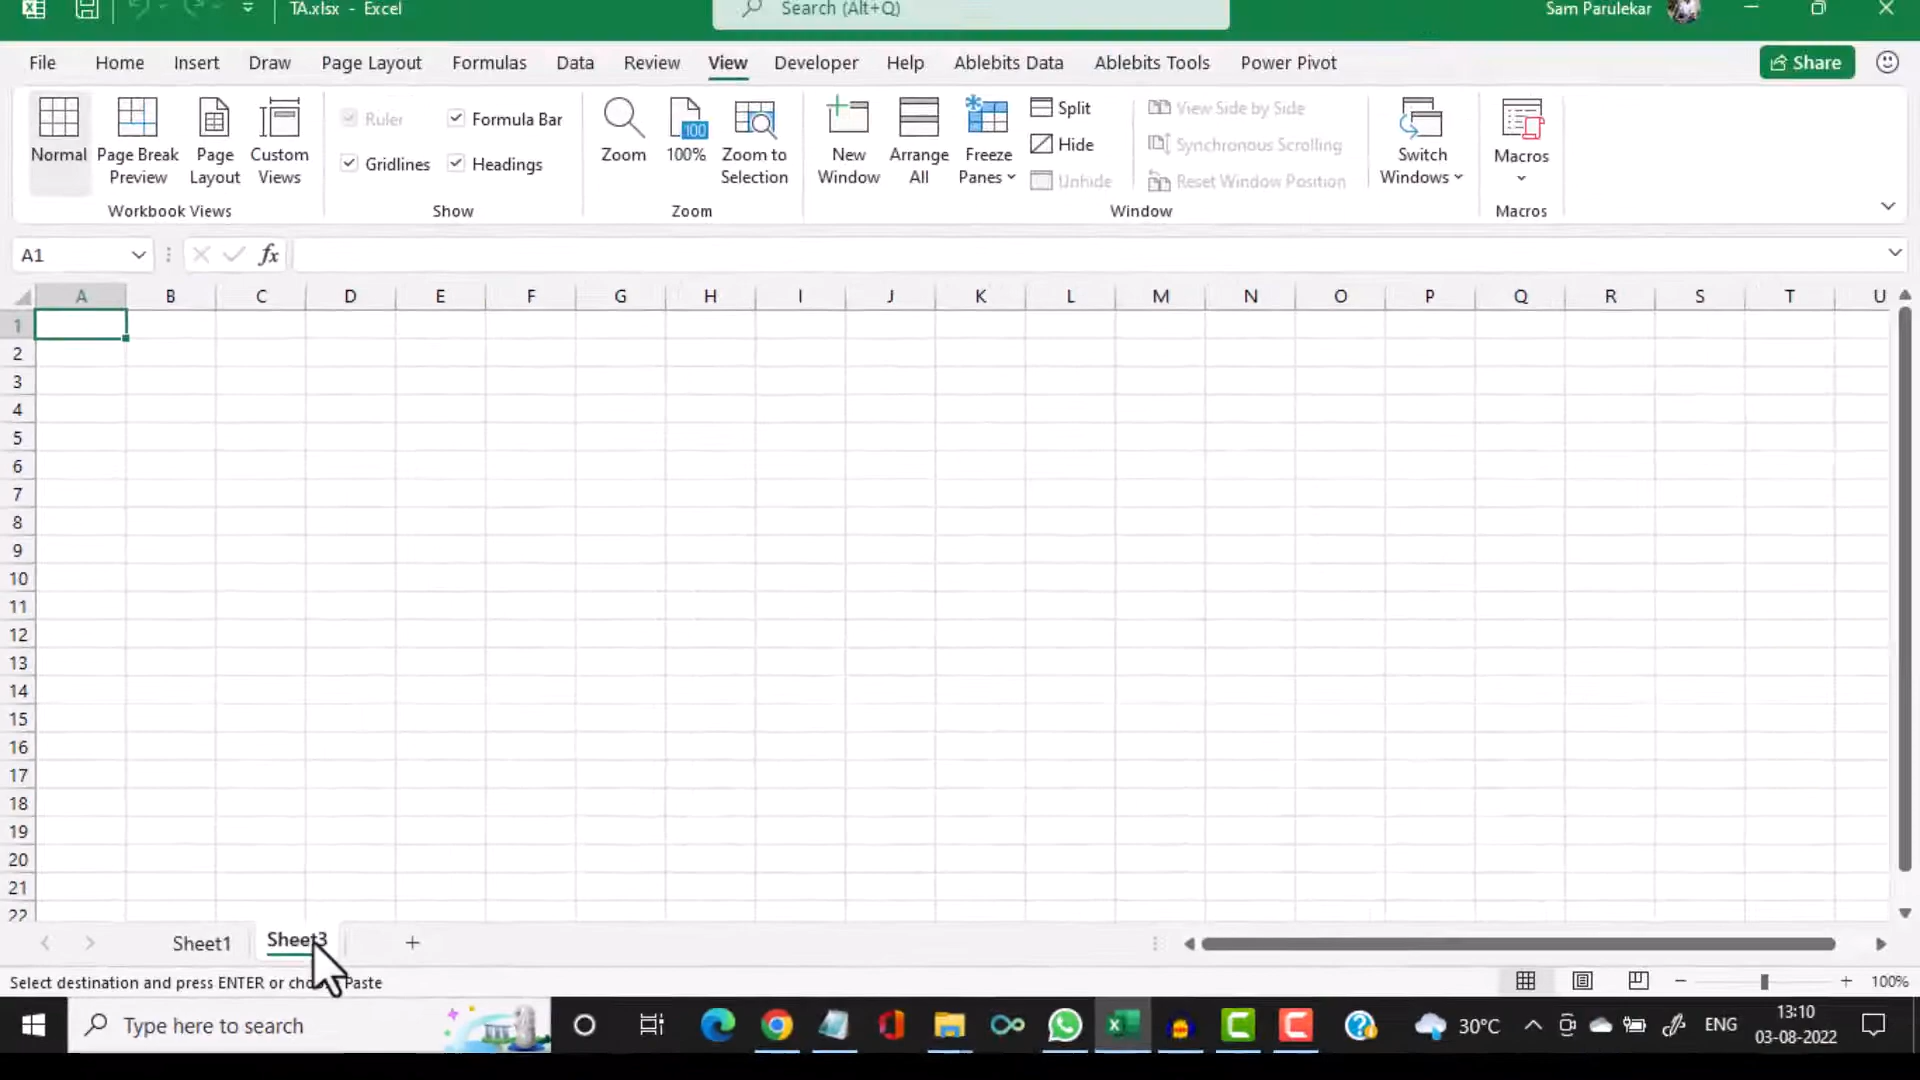 TA.xlsx - Excel
Search (Alt+Q)
Sam Parulekar
File Home Insert Draw Page Layout Formulas Data Review View Developer Help Ablebits Data Ablebits Tools Power Pivot
Share
Normal
Page Break Preview
Page Layout
Custom Views
Workbook Views
Ruler
Formula Bar
Gridlines
Headings
Show
Zoom
100
100%
Zoom to Selection
Zoom
New Window
Arrange All
Freeze Panes
Split
Hide
Unhide
View Side by Side
Synchronous Scrolling
Reset Window Position
Switch Windows
Window
Macros
Macros
A1
fx
A B C D E F G H I J K L M N O P Q R S T U
1
2
3
4
5
6
7
8
9
10
11
12
13
14
15
16
17
18
19
20
21
22
Sheet1 Sheet3 +
Select destination and press ENTER or cho Paste
100%
Type here to search
30°C
ENG
13:10
03-08-2022